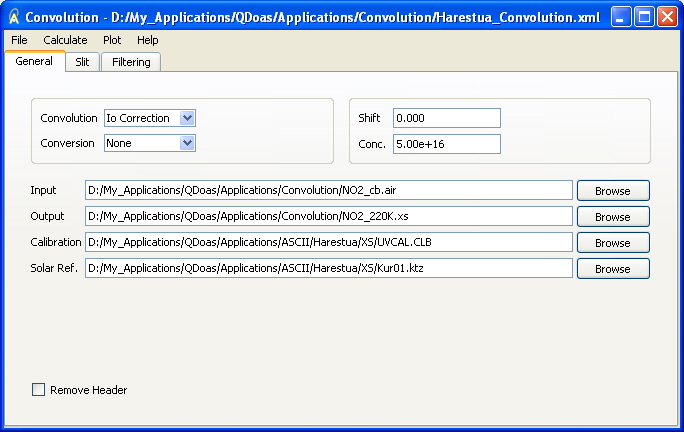 Convolution - D:/My_Applications/QDoas/Applications/Convolution/Harestua_Convolution.xml
File Calculate Plot Help
General Slit Filtering
Convolution Io Correction Shift 0.000
Conversion None Conc. 5.00e+16
Input D:/My_Applications/QDoas/Applications/Convolution/NO2_cb.air Browse
Output D:/My_Applications/QDoas/Applications/Convolution/NO2_220K.xs Browse
Calibration D:/My_Applications/QDoas/Applications/ASCII/Harestua/XS/UVCAL.CLB Browse
Solar Ref. D:/My_Applications/QDoas/Applications/ASCII/Harestua/XS/Kur01.ktz Browse
Remove Header